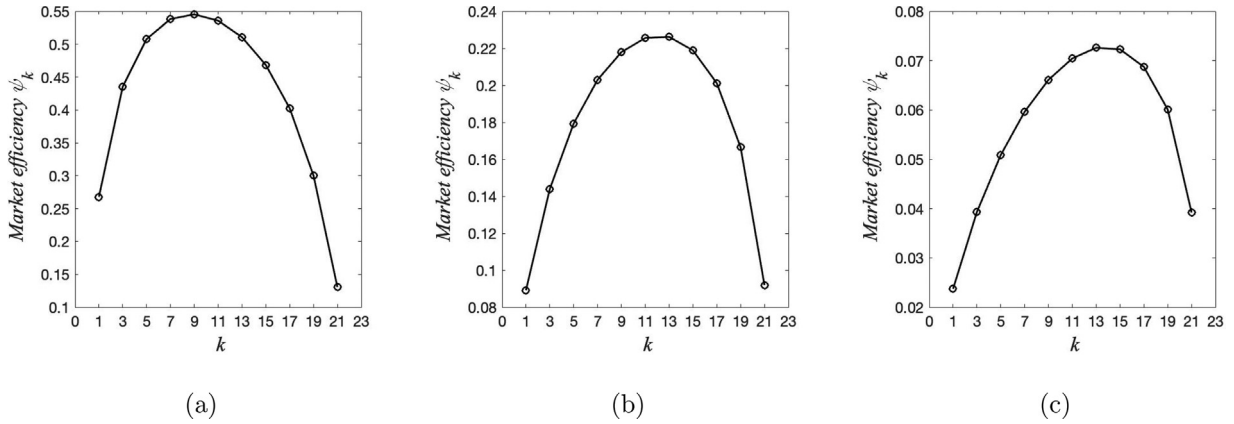 Market efficiency ψk
0.55
0.5
0.45
0.4
0.35
0.3
0.25
0.2
0.15
0.1
0 1 3 5 7 9 11 13 15 17 19 21 23
k
(a)
Market efficiency ψk
0.24
0.22
0.2
0.18
0.16
0.14
0.12
0.1
0.08
0 1 3 5 7 9 11 13 15 17 19 21 23
k
(b)
Market efficiency ψk
0.08
0.07
0.06
0.05
0.04
0.03
0.02
0 1 3 5 7 9 11 13 15 17 19 21 23
k
(c)